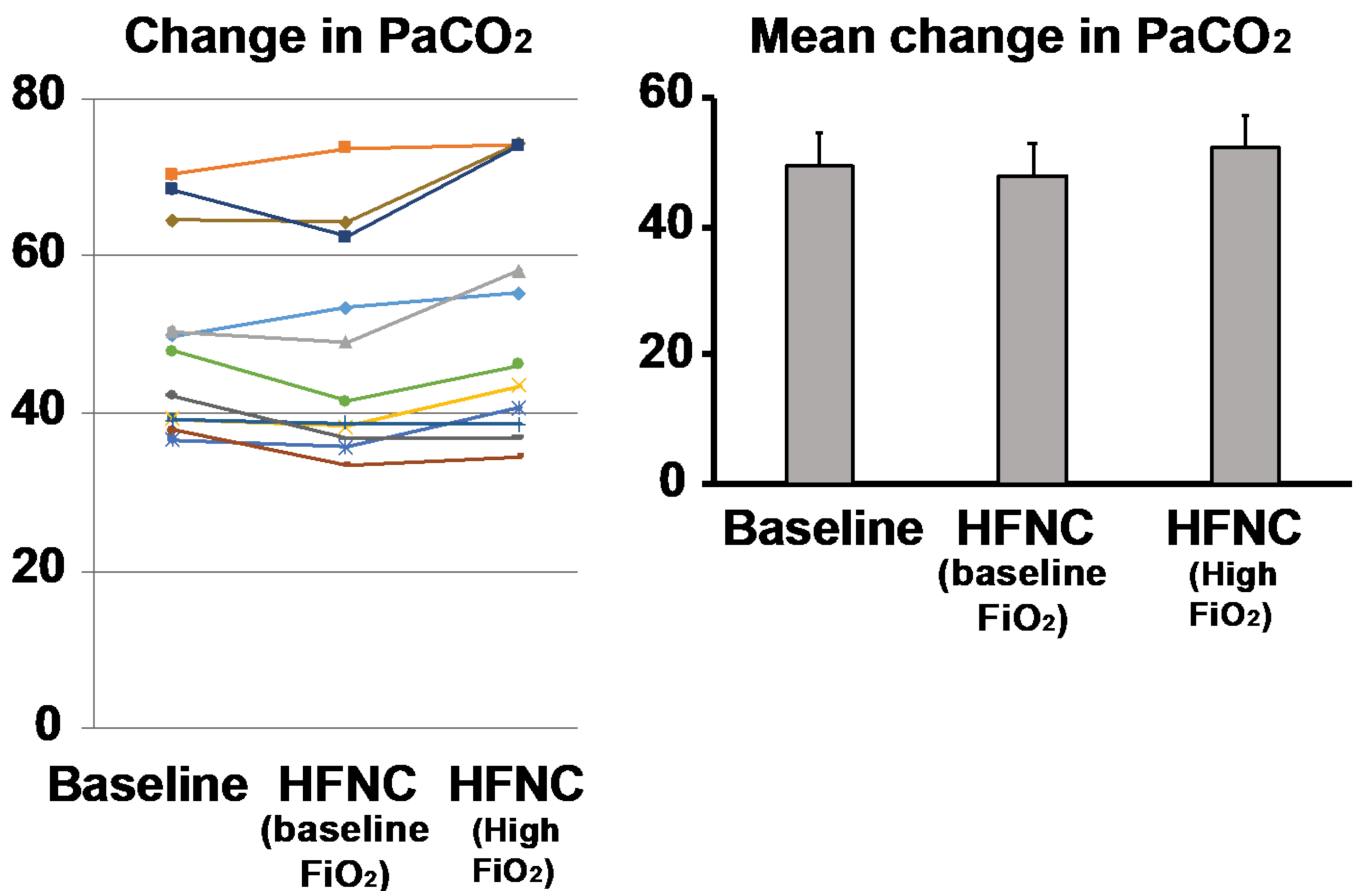 Change in PaCO₂
80
60
40
20
0
Baseline HFNC HFNC
(baseline (High
FiO₂) FiO₂)
Mean change in PaCO₂
60
40
20
0
Baseline HFNC HFNC
(baseline (High
FiO₂) FiO₂)